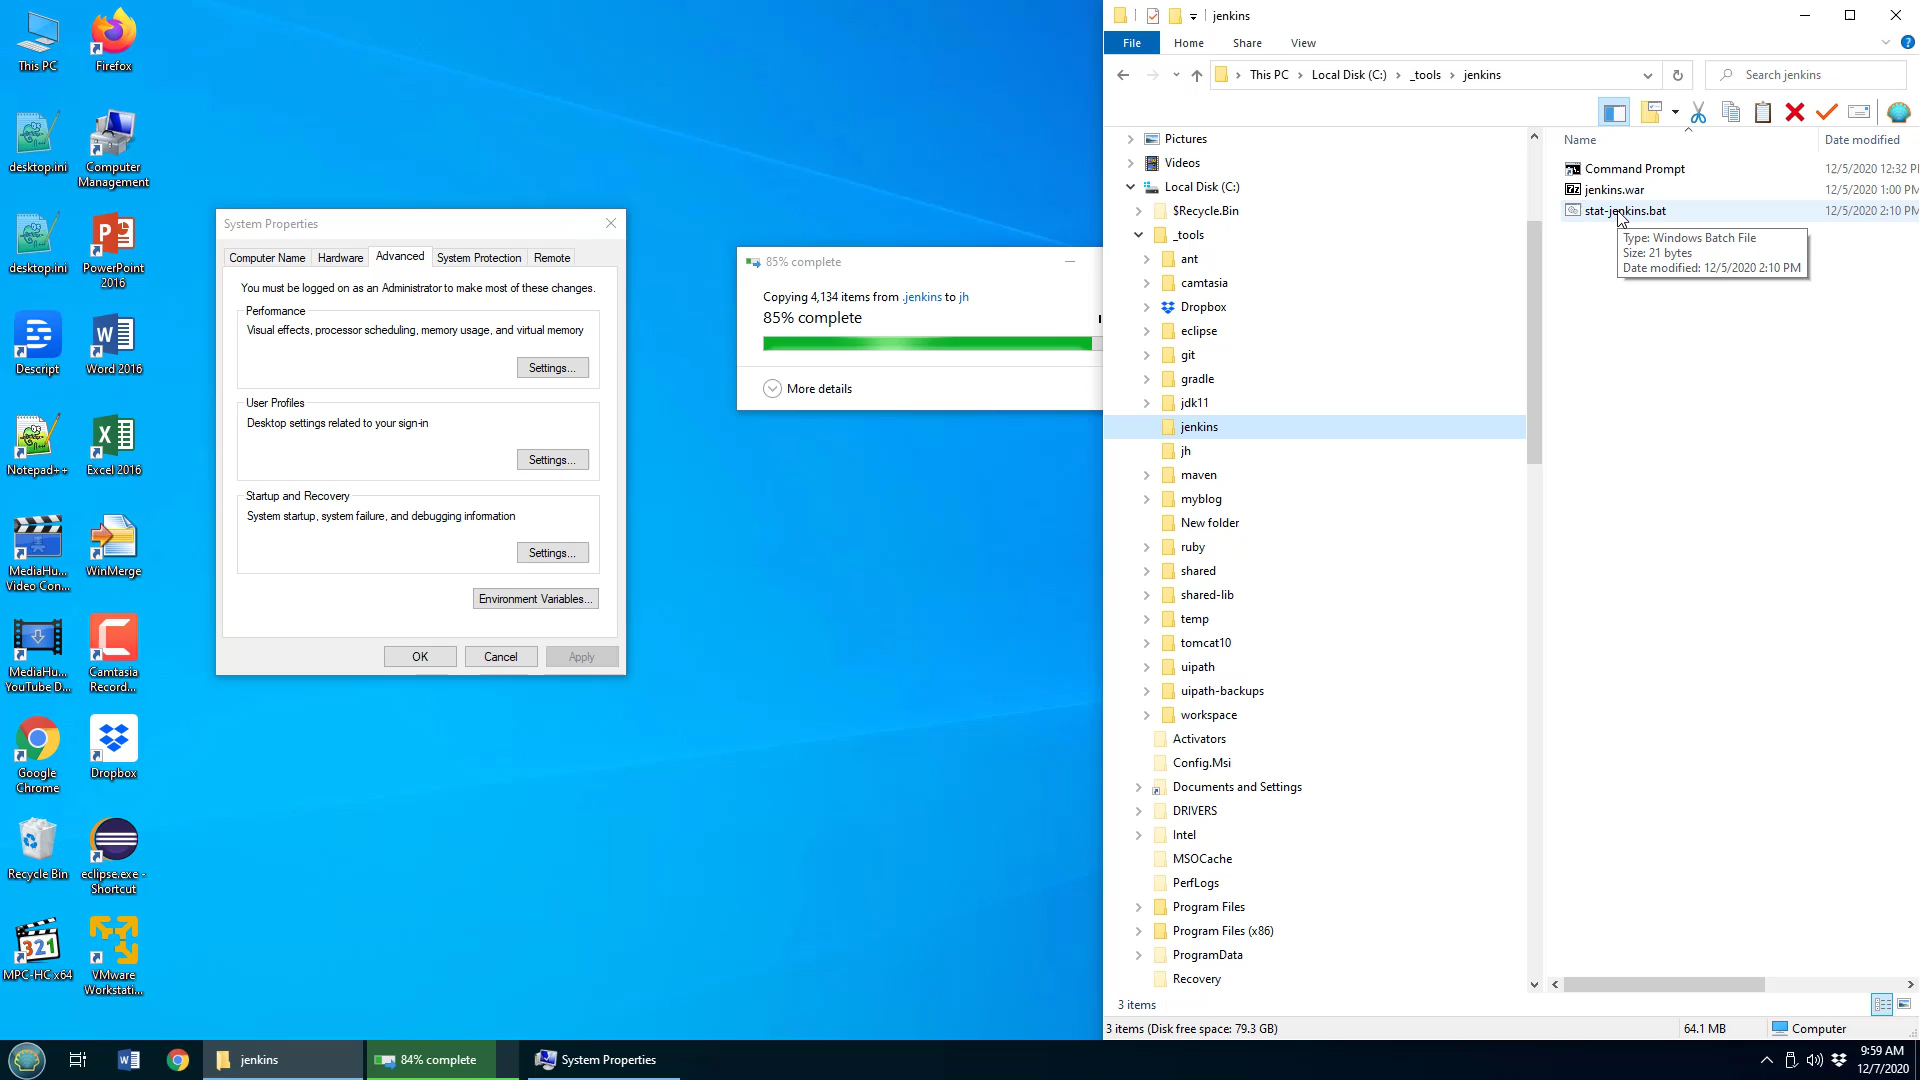 This PC
Firefox
desktop.ini
Computer
Management
desktop.ini
PowerPoint
2016
Descript
Word 2016
Notepad++
Excel 2016
MediaHu...
Video Con...
WinMerge
MediaHu...
YouTube D...
Camtasia
Record...
Google
Chrome
Dropbox
Recycle Bin
eclipse.exe -
Shortcut
321
MPC-HC x64
VMware
Workstati...
System Properties
Computer Name
Hardware
Advanced
System Protection
Remote
You must be logged on as an Administrator to make most of these changes.
Performance
Visual effects, processor scheduling, memory usage, and virtual memory
Settings...
User Profiles
Desktop settings related to your sign-in
Settings...
Startup and Recovery
System startup, system failure, and debugging information
Settings...
Environment Variables...
OK
Cancel
Apply
85% complete
Copying 4,134 items from .jenkins to jh
85% complete
More details
jenkins
File
Home
Share
View
This PC
Local Disk (C:)
_tools
jenkins
Search jenkins
Pictures
Videos
Local Disk (C:)
$Recycle.Bin
_tools
ant
camtasia
Dropbox
eclipse
git
gradle
jdk11
jenkins
jh
maven
myblog
New folder
ruby
shared
shared-lib
temp
tomcat10
uipath
uipath-backups
workspace
Activators
Config.Msi
Documents and Settings
DRIVERS
Intel
MSOCache
PerfLogs
Program Files
Program Files (x86)
ProgramData
Recovery
Name
Date modified
Command Prompt
12/5/2020 12:32 P
jenkins.war
12/5/2020 1:00 PM
stat-jenkins.bat
12/5/2020 2:10 PM
Type: Windows Batch File
Size: 21 bytes
Date modified: 12/5/2020 2:10 PM
3 items
3 items (Disk free space: 79.3 GB)
64.1 MB
Computer
jenkins
84% complete
System Properties
9:59 AM
12/7/2020